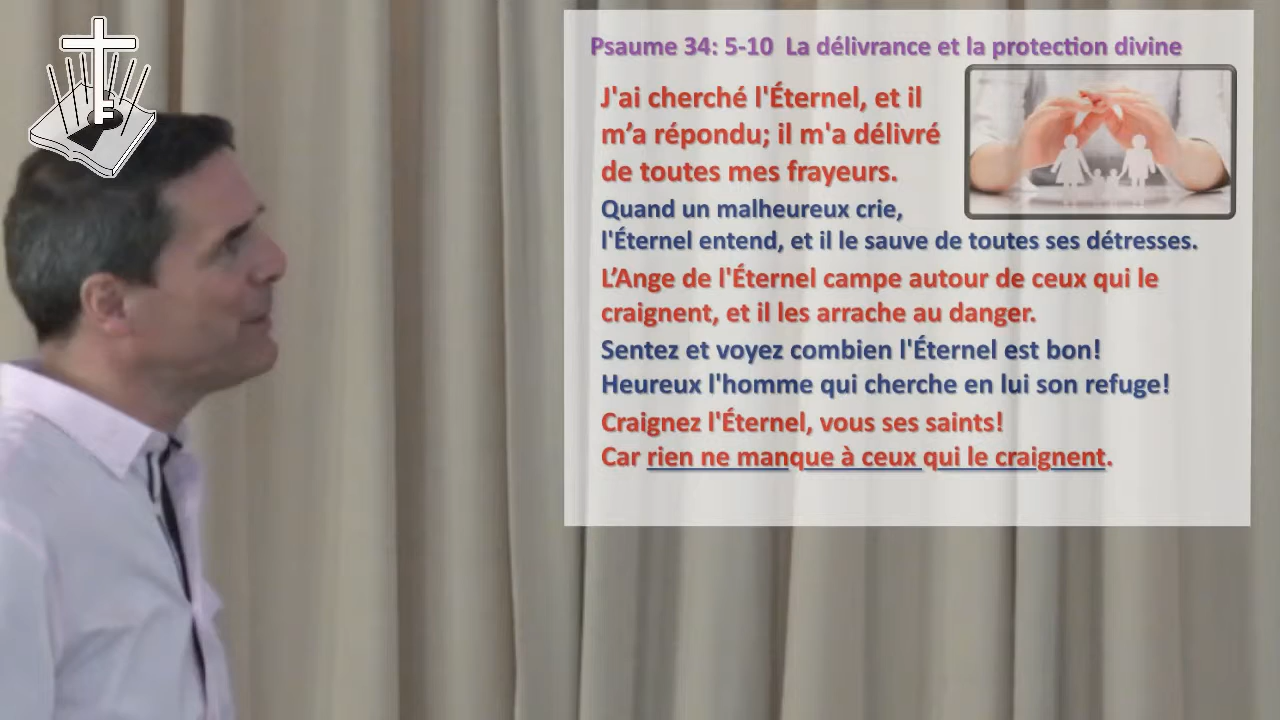 Psaume 34: 5-10 La délivrance et la protection divine
J'ai cherché l'Éternel, et il
m’a répondu; il m'a délivré
de toutes mes frayeurs.
Quand un malheureux crie,
l'Éternel entend, et il le sauve de toutes ses détresses.
L’Ange de l'Éternel campe autour de ceux qui le
craignent, et il les arrache au danger.
Sentez et voyez combien l'Éternel est bon!
Heureux l'homme qui cherche en lui son refuge!
Craignez l'Éternel, vous ses saints!
Car rien ne manque à ceux qui le craignent.